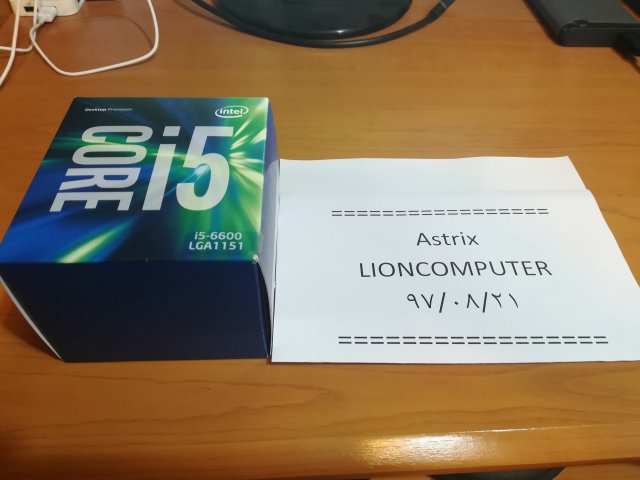 Desktop Processor
intel
CORE i5
i5-6600
LGA1151
====================
Astrix
LIONCOMPUTER
۹۷/۰۸/۲۱
=====================